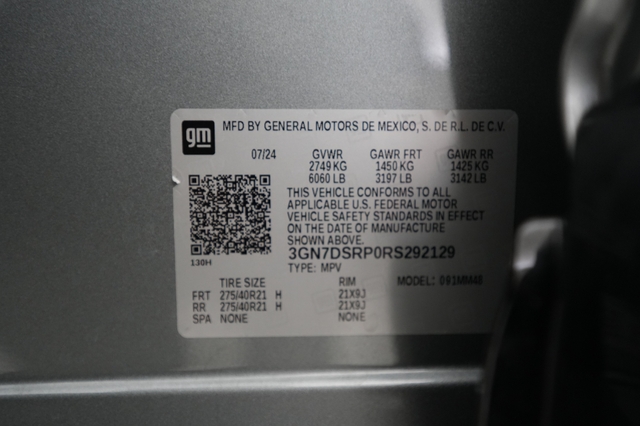 gm
MFD BY GENERAL MOTORS DE MEXICO, S. DE R.L. DE C.V.
07/24 GVWR GAWR FRT GAWR RR
2749 KG 1450 KG 1425 KG
6060 LB 3197 LB 3142 LB
THIS VEHICLE CONFORMS TO ALL
APPLICABLE U.S. FEDERAL MOTOR
VEHICLE SAFETY STANDARDS IN EFFECT
ON THE DATE OF MANUFACTURE
SHOWN ABOVE.
3GN7DSRP0RS292129
130H
TYPE: MPV MODEL: 091MM48
TIRE SIZE RIM
FRT 275/40R21 H 21X9J
RR 275/40R21 H 21X9J
SPA NONE NONE